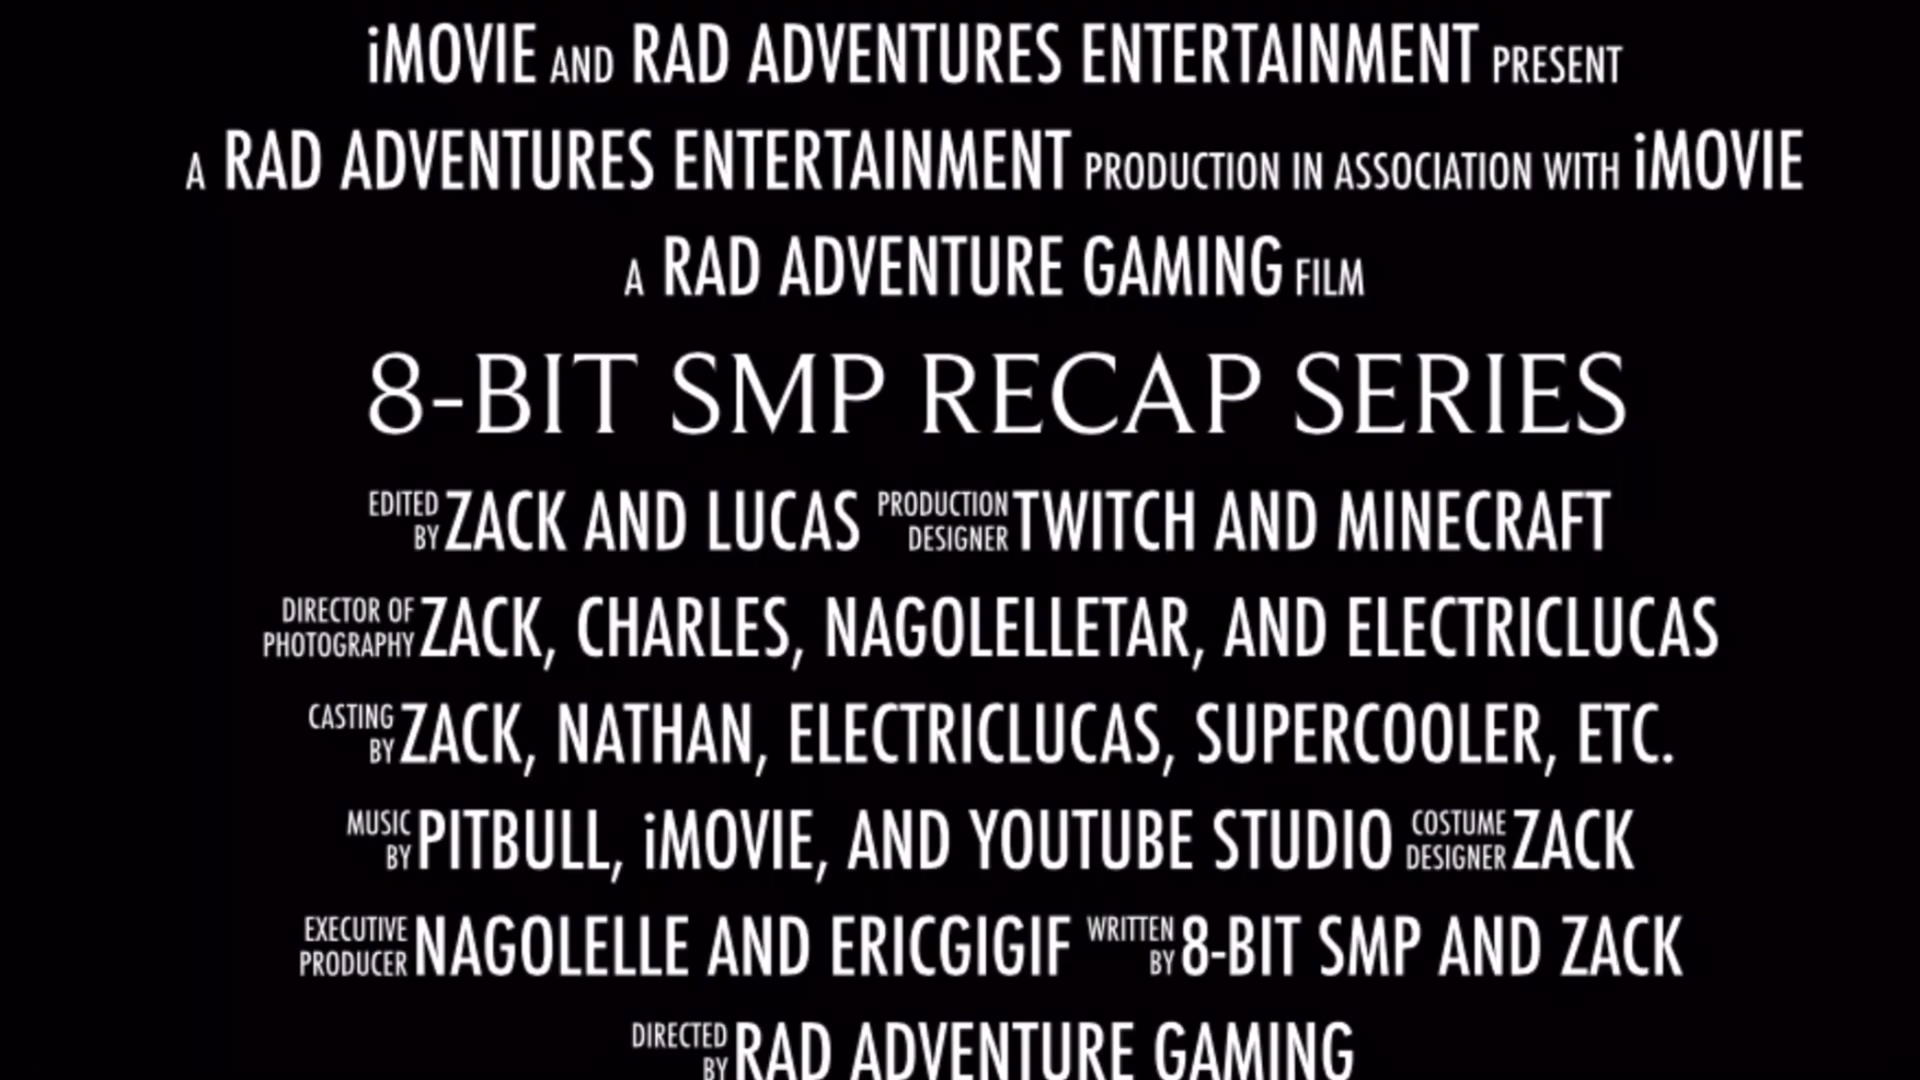 iMOVIE AND RAD ADVENTURES ENTERTAINMENT PRESENT
A RAD ADVENTURES ENTERTAINMENT PRODUCTION IN ASSOCIATION WITH iMOVIE
A RAD ADVENTURE GAMING FILM
8-BIT SMP RECAP SERIES
EDITED BY ZACK AND LUCAS PRODUCTION DESIGNER TWITCH AND MINECRAFT
DIRECTOR OF PHOTOGRAPHY ZACK, CHARLES, NAGOLELLETAR, AND ELECTRICLUCAS
CASTING BY ZACK, NATHAN, ELECTRICLUCAS, SUPERCOOLER, ETC.
MUSIC BY PITBULL, iMOVIE, AND YOUTUBE STUDIO COSTUME DESIGNER ZACK
EXECUTIVE PRODUCER NAGOLELLE AND ERICGIGIF WRITTEN BY 8-BIT SMP AND ZACK
DIRECTED BY RAD ADVENTURE GAMING